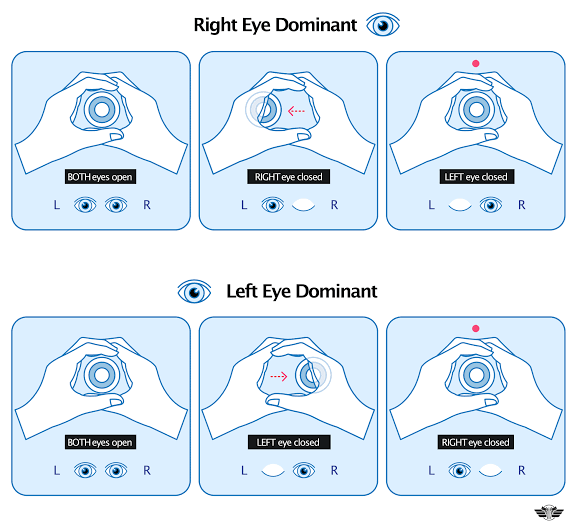 Right Eye Dominant
BOTH eyes open
L R
RIGHT eye closed
L R
LEFT eye closed
L R
Left Eye Dominant
BOTH eyes open
L R
LEFT eye closed
L R
RIGHT eye closed
L R